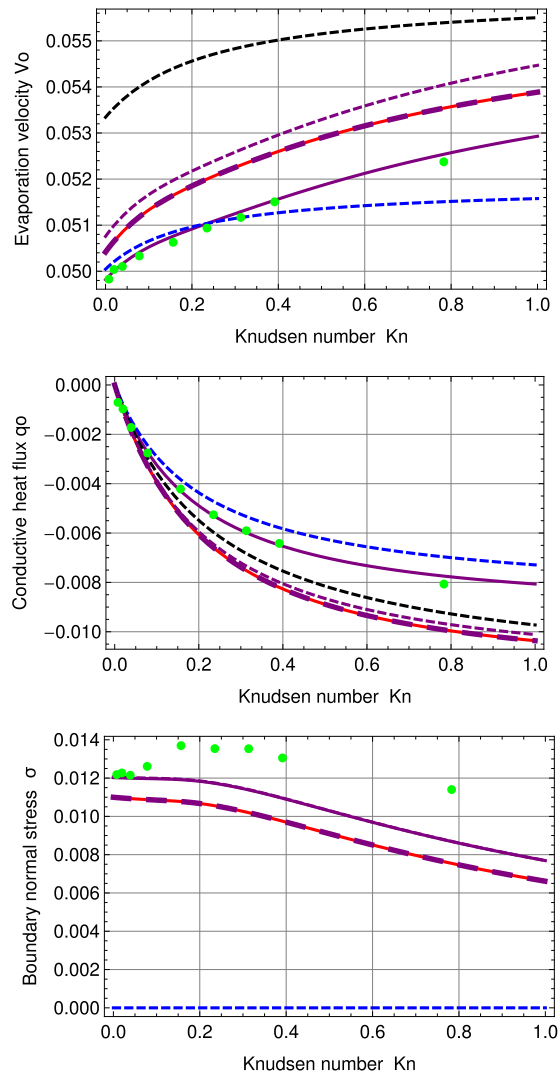 Evaporation velocity Vo
0.055
0.054
0.053
0.052
0.051
0.050
0.0 0.2 0.4 0.6 0.8 1.0
Knudsen number Kn
Conductive heat flux qo
0.000
−0.002
−0.004
−0.006
−0.008
−0.010
0.0 0.2 0.4 0.6 0.8 1.0
Knudsen number Kn
Boundary normal stress σ
0.014
0.012
0.010
0.008
0.006
0.004
0.002
0.000
0.0 0.2 0.4 0.6 0.8 1.0
Knudsen number Kn